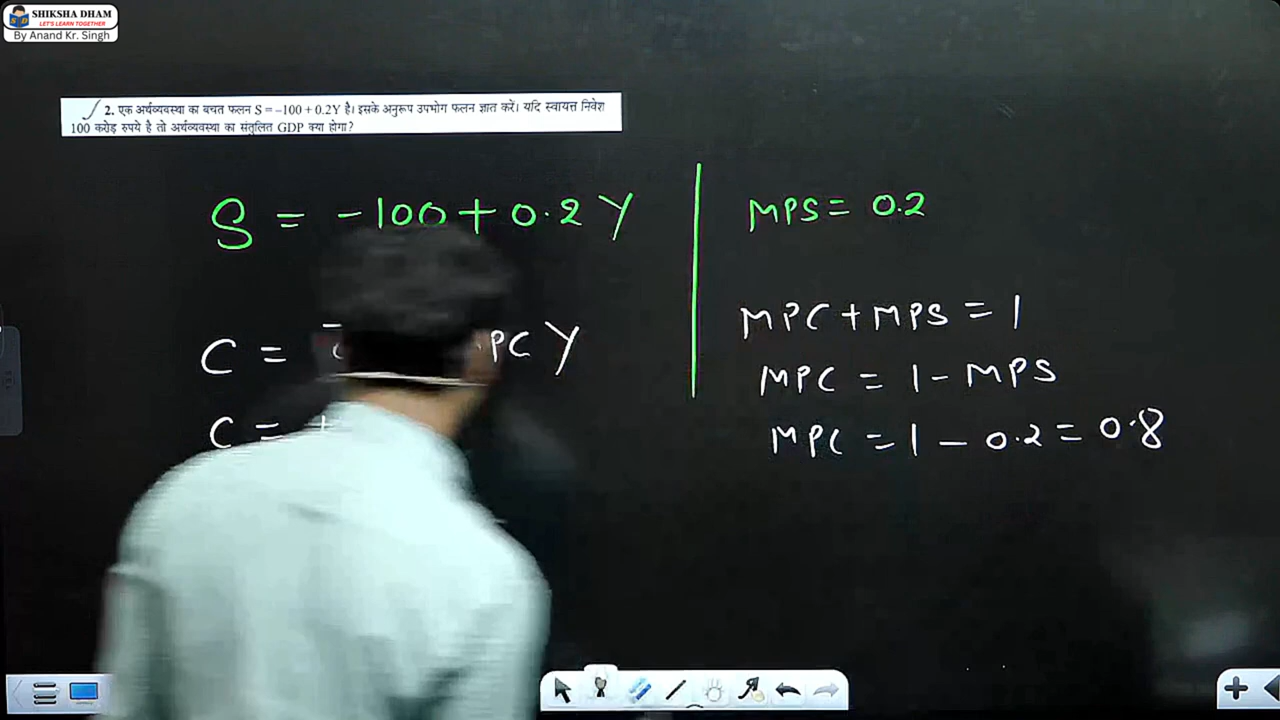 SHIKSHA DHAM
LET'S LEARN TOGETHER
By Anand Kr. Singh
2. एक अर्थव्यवस्था का बचत फलन S = –100 + 0.2Y है। इसके अनुरूप उपभोग फलन ज्ञात करें। यदि स्वायत्त निवेश
100 करोड़ रुपये है तो अर्थव्यवस्था का संतुलित GDP क्या होगा?
S = -100 + 0.2 Y
C = PC Y
C = +
MPS = 0.2
MPC + MPS = 1
MPC = 1 - MPS
MPC = 1 - 0.2 = 0.8